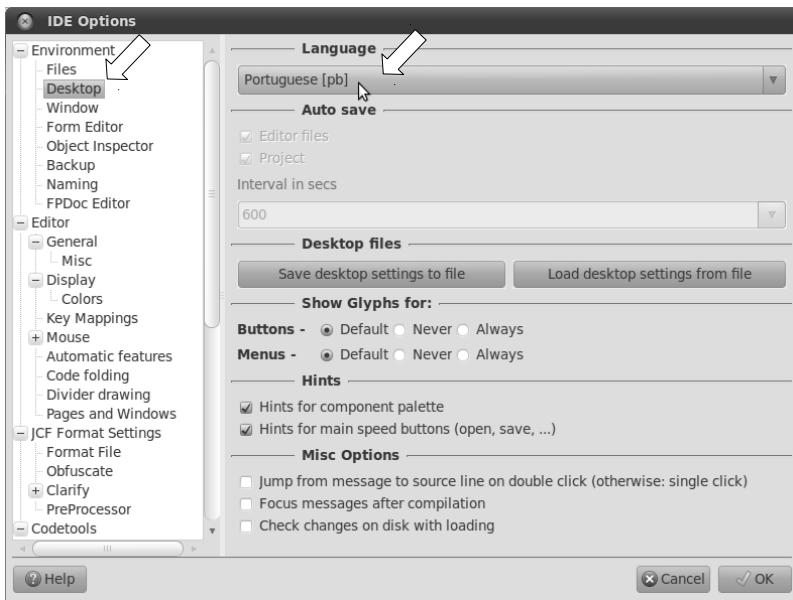 IDE Options
Environment
Files
Desktop
Window
Form Editor
Object Inspector
Backup
Naming
FPDoc Editor
Editor
General
Misc
Display
Colors
Key Mappings
Mouse
Automatic features
Code folding
Divider drawing
Pages and Windows
JCF Format Settings
Format File
Obfuscate
Clarify
PreProcessor
Codetools
Language
Portuguese [pb]
Auto save
Editor files
Project
Interval in secs
600
Desktop files
Save desktop settings to file Load desktop settings from file
Show Glyphs for:
Buttons - Default Never Always
Menus - Default Never Always
Hints
Hints for component palette
Hints for main speed buttons (open, save, ...)
Misc Options
Jump from message to source line on double click (otherwise: single click)
Focus messages after compilation
Check changes on disk with loading
Help Cancel OK